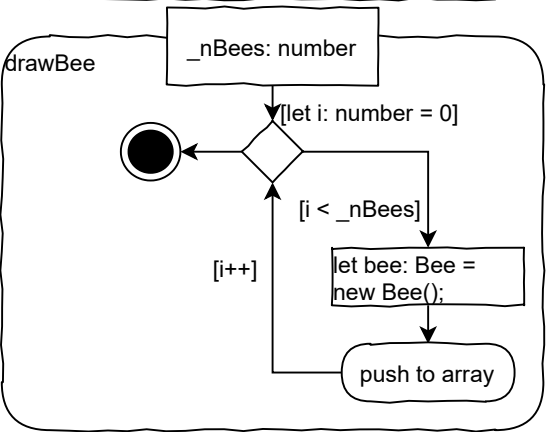 _nBees: number
drawBee
[let i: number = 0]
[i < _nBees]
[i++]
let bee: Bee =
new Bee();
push to array